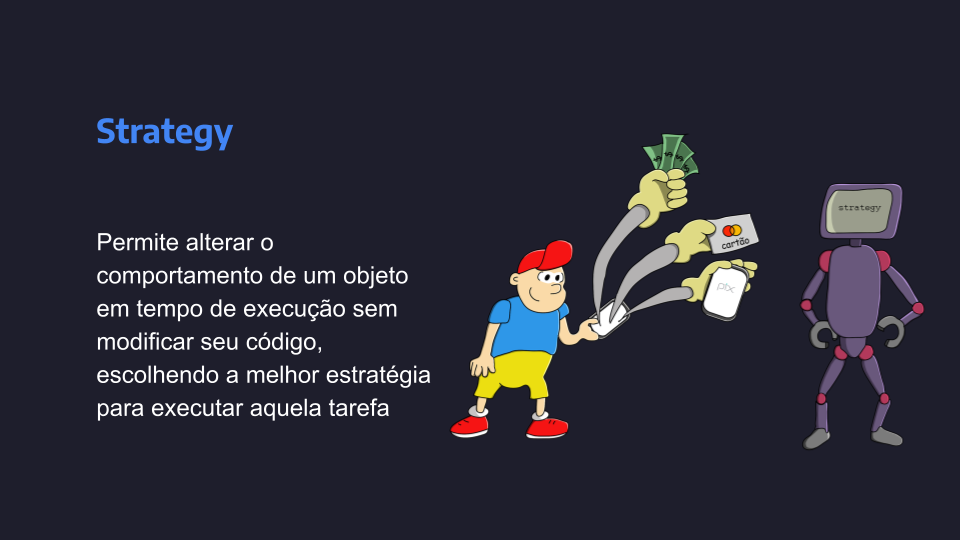 Strategy
Permite alterar o
comportamento de um objeto
em tempo de execução sem
modificar seu código,
escolhendo a melhor estratégia
para executar aquela tarefa
cartão
pix
strategy